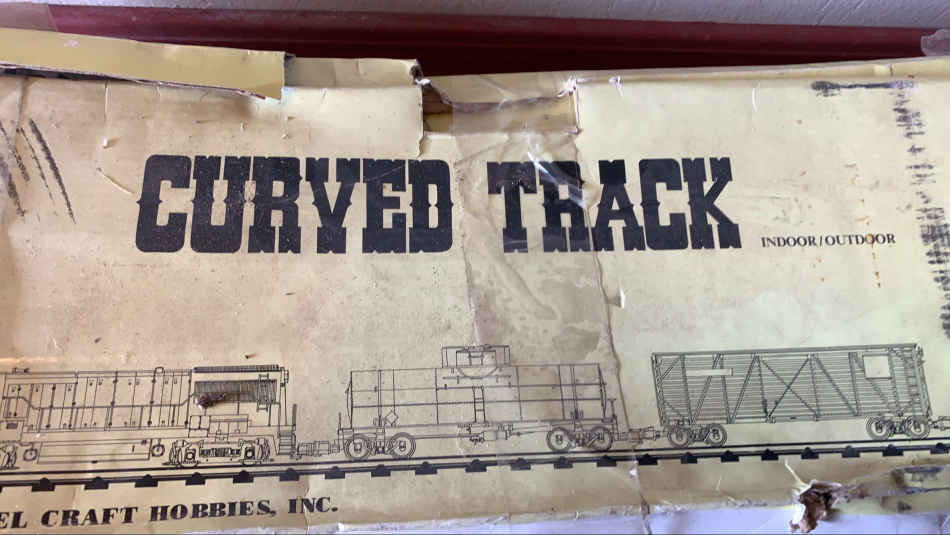 CURVED TRACK
INDOOR/OUTDOOR
EL CRAFT HOBBIES, INC.